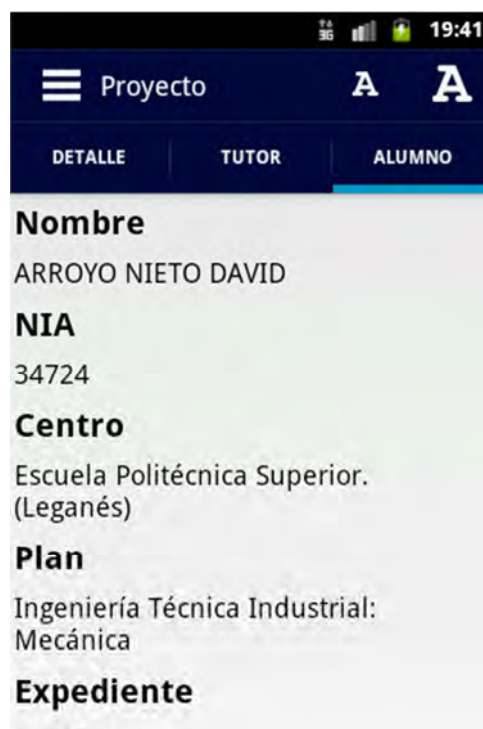 3G 19:41
Proyecto A A
DETALLE TUTOR ALUMNO
Nombre
ARROYO NIETO DAVID
NIA
34724
Centro
Escuela Politécnica Superior.
(Leganés)
Plan
Ingeniería Técnica Industrial:
Mecánica
Expediente